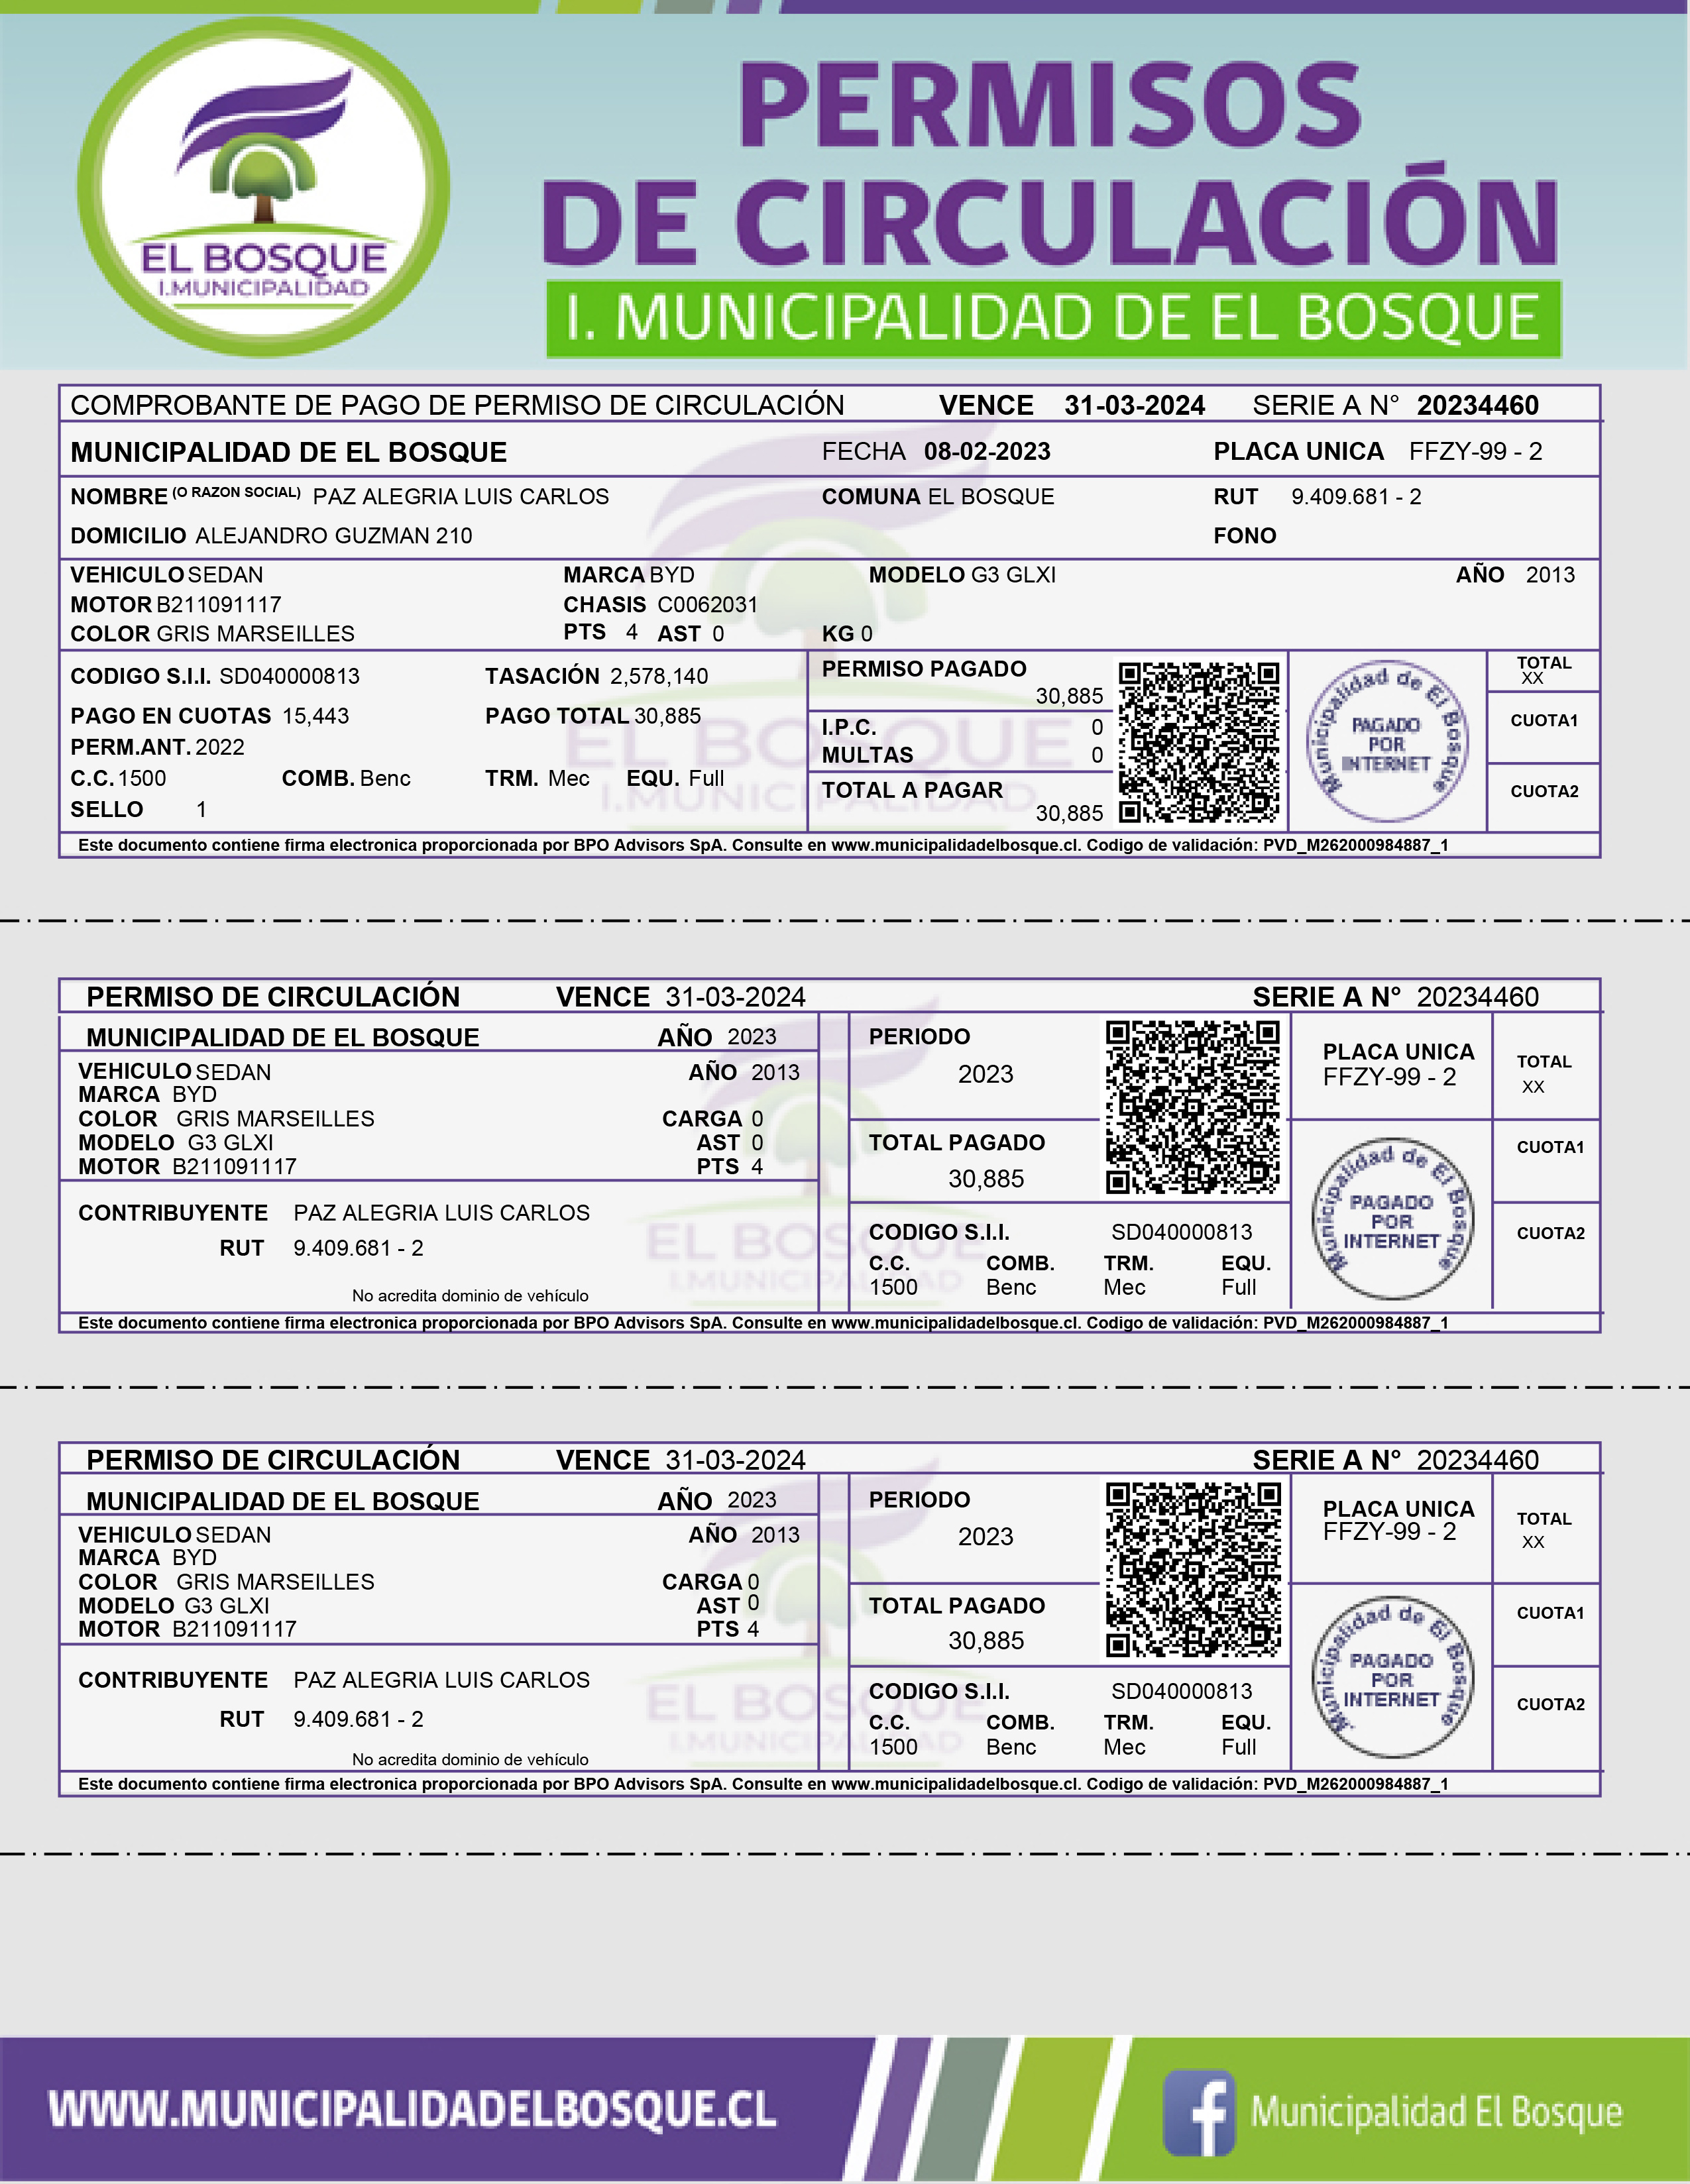 EL BOSQUE
I.MUNICIPALIDAD
PERMISOS
DE CIRCULACIÓN
I. MUNICIPALIDAD DE EL BOSQUE
COMPROBANTE DE PAGO DE PERMISO DE CIRCULACIÓN VENCE 31-03-2024 SERIE A N° 20234460
MUNICIPALIDAD DE EL BOSQUE FECHA 08-02-2023 PLACA UNICA FFZY-99 - 2
NOMBRE (O RAZON SOCIAL) PAZ ALEGRIA LUIS CARLOS COMUNA EL BOSQUE RUT 9.409.681 - 2
DOMICILIO ALEJANDRO GUZMAN 210 FONO
VEHICULO SEDAN MARCA BYD MODELO G3 GLXI AÑO 2013
MOTOR B211091117 CHASIS C0062031
COLOR GRIS MARSEILLES PTS 4 AST 0 KG 0
CODIGO S.I.I. SD040000813 TASACIÓN 2,578,140
PAGO EN CUOTAS 15,443 PAGO TOTAL 30,885
PERM.ANT. 2022
C.C. 1500 COMB. Benc TRM. Mec EQU. Full
SELLO 1
PERMISO PAGADO
30,885
I.P.C. 0
MULTAS 0
TOTAL A PAGAR
30,885
Municipalidad de El Bosque
PAGADO
POR
INTERNET
TOTAL
XX
CUOTA1
CUOTA2
EL BOSQUE
I.MUNICIPALIDAD
Este documento contiene firma electronica proporcionada por BPO Advisors SpA. Consulte en www.municipalidadelbosque.cl. Codigo de validación: PVD_M262000984887_1
PERMISO DE CIRCULACIÓN VENCE 31-03-2024 SERIE A N° 20234460
MUNICIPALIDAD DE EL BOSQUE AÑO 2023
VEHICULO SEDAN AÑO 2013
MARCA BYD
COLOR GRIS MARSEILLES CARGA 0
MODELO G3 GLXI AST 0
MOTOR B211091117 PTS 4
CONTRIBUYENTE PAZ ALEGRIA LUIS CARLOS
RUT 9.409.681 - 2
No acredita dominio de vehículo
PERIODO
2023
TOTAL PAGADO
30,885
CODIGO S.I.I. SD040000813
C.C. COMB. TRM. EQU.
1500 Benc Mec Full
PLACA UNICA
FFZY-99 - 2
Municipalidad de El Bosque
PAGADO
POR
INTERNET
TOTAL
XX
CUOTA1
CUOTA2
EL BOSQUE
I.MUNICIPALIDAD
Este documento contiene firma electronica proporcionada por BPO Advisors SpA. Consulte en www.municipalidadelbosque.cl. Codigo de validación: PVD_M262000984887_1
PERMISO DE CIRCULACIÓN VENCE 31-03-2024 SERIE A N° 20234460
MUNICIPALIDAD DE EL BOSQUE AÑO 2023
VEHICULO SEDAN AÑO 2013
MARCA BYD
COLOR GRIS MARSEILLES CARGA 0
MODELO G3 GLXI AST 0
MOTOR B211091117 PTS 4
CONTRIBUYENTE PAZ ALEGRIA LUIS CARLOS
RUT 9.409.681 - 2
No acredita dominio de vehículo
PERIODO
2023
TOTAL PAGADO
30,885
CODIGO S.I.I. SD040000813
C.C. COMB. TRM. EQU.
1500 Benc Mec Full
PLACA UNICA
FFZY-99 - 2
Municipalidad de El Bosque
PAGADO
POR
INTERNET
TOTAL
XX
CUOTA1
CUOTA2
EL BOSQUE
I.MUNICIPALIDAD
Este documento contiene firma electronica proporcionada por BPO Advisors SpA. Consulte en www.municipalidadelbosque.cl. Codigo de validación: PVD_M262000984887_1
WWW.MUNICIPALIDADELBOSQUE.CL
Municipalidad El Bosque